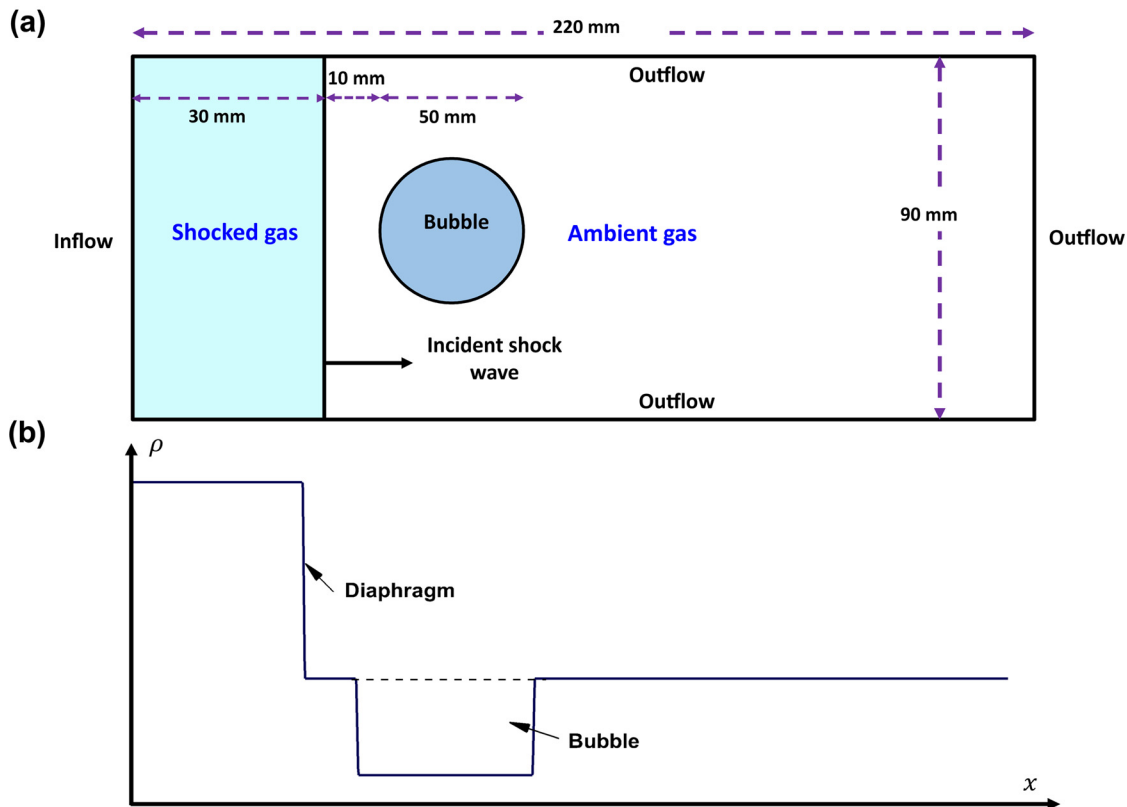 (a)
220 mm
Outflow
10 mm
30 mm
50 mm
Bubble
Shocked gas
Ambient gas
90 mm
Inflow
Outflow
Incident shock
wave
Outflow
(b)
ρ
Diaphragm
Bubble
x